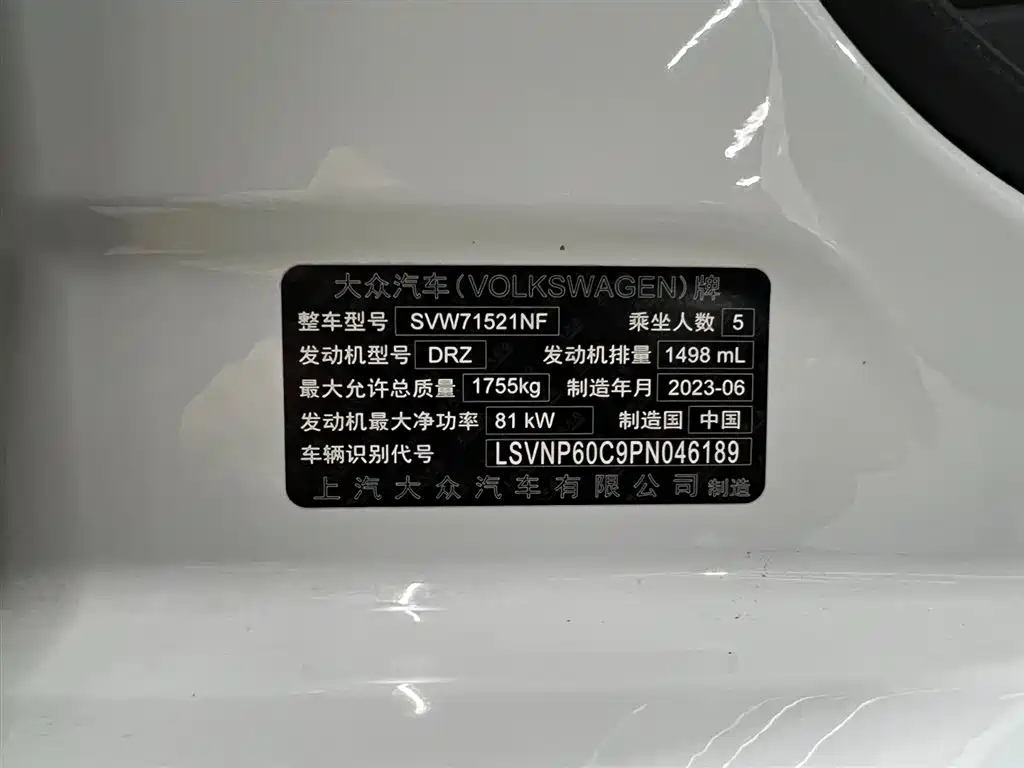 大众汽车(VOLKSWAGEN)牌
整车型号 SVW71521NF 乘坐人数 5
发动机型号 DRZ 发动机排量 1498 mL
最大允许总质量 1755kg 制造年月 2023-06
发动机最大净功率 81 kW 制造国 中国
车辆识别代号 LSVNP60C9PN046189
上汽大众汽车有限公司 制造